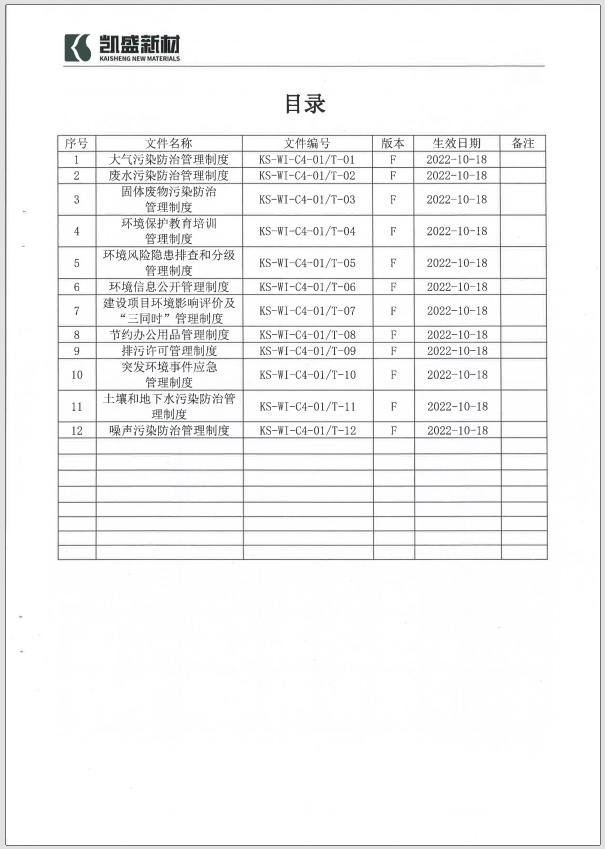 凯盛新材
KAISHENG NEW MATERIALS
目录
序号 文件名称 文件编号 版本 生效日期 备注
1 大气污染防治管理制度 KS-WI-C4-01/T-01 F 2022-10-18
2 废水污染防治管理制度 KS-WI-C4-01/T-02 F 2022-10-18
3 固体废物污染防治
管理制度 KS-WI-C4-01/T-03 F 2022-10-18
4 环境保护教育培训
管理制度 KS-WI-C4-01/T-04 F 2022-10-18
5 环境风险隐患排查和分级
管理制度 KS-WI-C4-01/T-05 F 2022-10-18
6 环境信息公开管理制度 KS-WI-C4-01/T-06 F 2022-10-18
7 建设项目环境影响评价及
“三同时”管理制度 KS-WI-C4-01/T-07 F 2022-10-18
8 节约办公用品管理制度 KS-WI-C4-01/T-08 F 2022-10-18
9 排污许可管理制度 KS-WI-C4-01/T-09 F 2022-10-18
10 突发环境事件应急
管理制度 KS-WI-C4-01/T-10 F 2022-10-18
11 土壤和地下水污染防治管
理制度 KS-WI-C4-01/T-11 F 2022-10-18
12 噪声污染防治管理制度 KS-WI-C4-01/T-12 F 2022-10-18